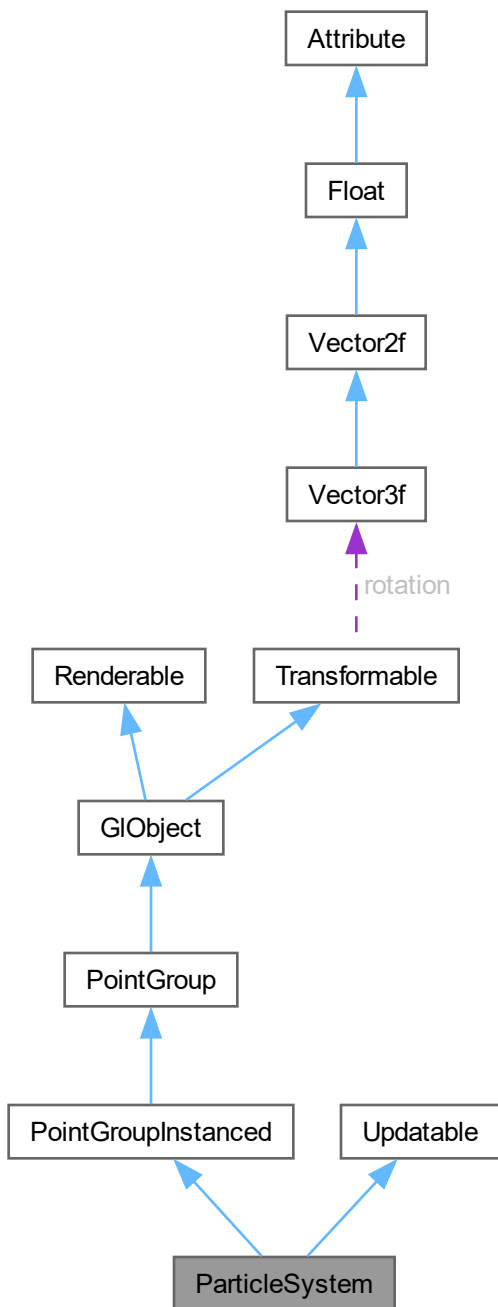 Attribute
Float
Vector2f
Vector3f
rotation
Renderable
Transformable
GlObject
PointGroup
PointGroupInstanced
Updatable
ParticleSystem